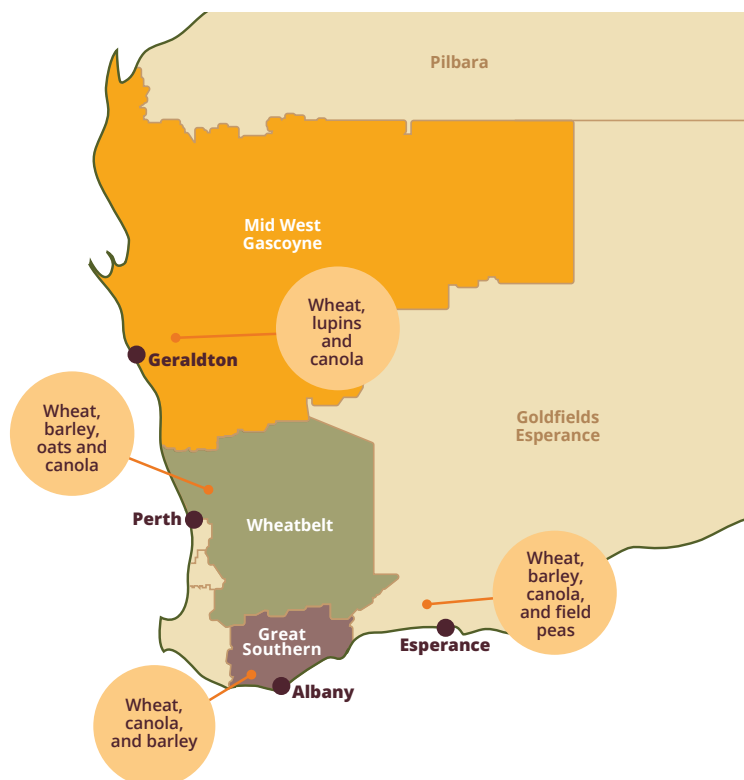 Pilbara
Mid West
Gascoyne
Wheat,
lupins
and
canola
Geraldton
Wheat,
barley,
oats and
canola
Goldfields
Esperance
Perth
Wheatbelt
Wheat,
barley,
canola,
and field
peas
Great
Southern
Esperance
Albany
Wheat,
canola,
and barley